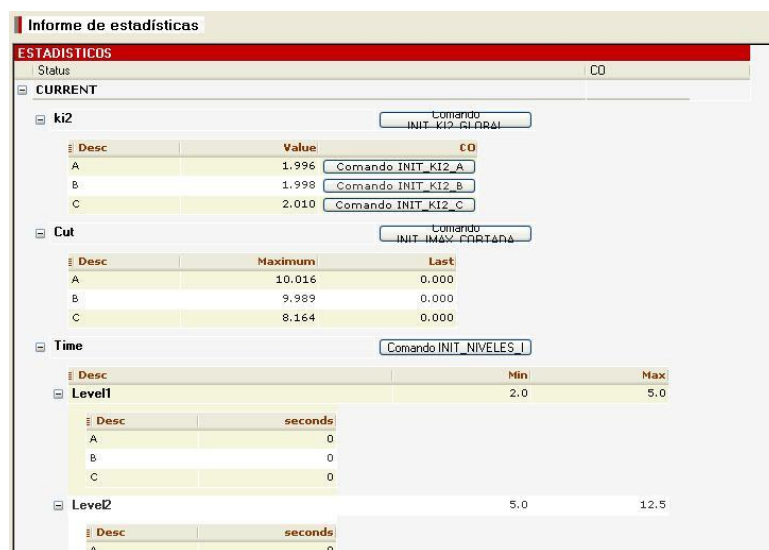 Informe de estadísticas
ESTADISTICOS
Status CO
CURRENT
ki2 Comando INIT_KI2_GLOBAL
Desc Value CO
A 1.996 Comando INIT_KI2_A
B 1.998 Comando INIT_KI2_B
C 2.010 Comando INIT_KI2_C
Cut Comando INIT_IMAX_CORTADA
Desc Maximum Last
A 10.016 0.000
B 9.989 0.000
C 8.164 0.000
Time Comando INIT_NIVELES_I
Desc Min Max
Level1 2.0 5.0
Desc seconds
A 0
B 0
C 0
Level2 5.0 12.5
Desc seconds
A 0